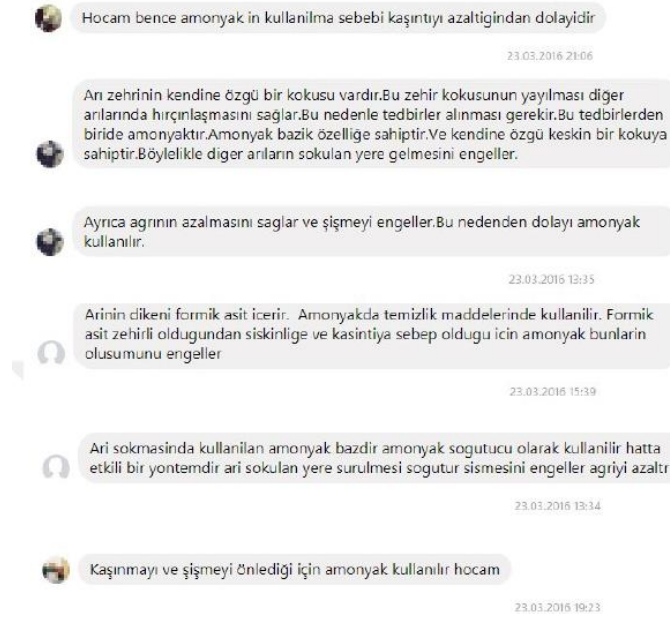 Hocam bence amonyak in kullanilma sebebi kaşıntıyı azaltigindan dolayidir
23.03.2016 21:06
Arı zehrinin kendine özgü bir kokusu vardır.Bu zehir kokusunun yayılması diğer
arılarında hırçınlaşmasını sağlar.Bu nedenle tedbirler alınması gerekir.Bu tedbirlerden
biride amonyaktır.Amonyak bazik özelliğe sahiptir.Ve kendine özgü keskin bir kokuya
sahiptir.Böylelikle diger arıların sokulan yere gelmesini engeller.
Ayrıca agrının azalmasını saglar ve şişmeyi engeller.Bu nedenden dolayı amonyak
kullanılır.
23.03.2016 13:35
Arinin dikeni formik asit icerir. Amonyakda temizlik maddelerinde kullanilir. Formik
asit zehirli oldugundan siskinlige ve kasintiya sebep oldugu icin amonyak bunlarin
olusumunu engeller
23.03.2016 15:39
Ari sokmasinda kullanilan amonyak bazdir amonyak sogutucu olarak kullanilir hatta
etkili bir yontemdir ari sokulan yere surulmesi sogutur sismesini engeller agriyi azaltr
23.03.2016 13:34
Kaşınmayı ve şişmeyi önlediği için amonyak kullanılır hocam
23.03.2016 19:23